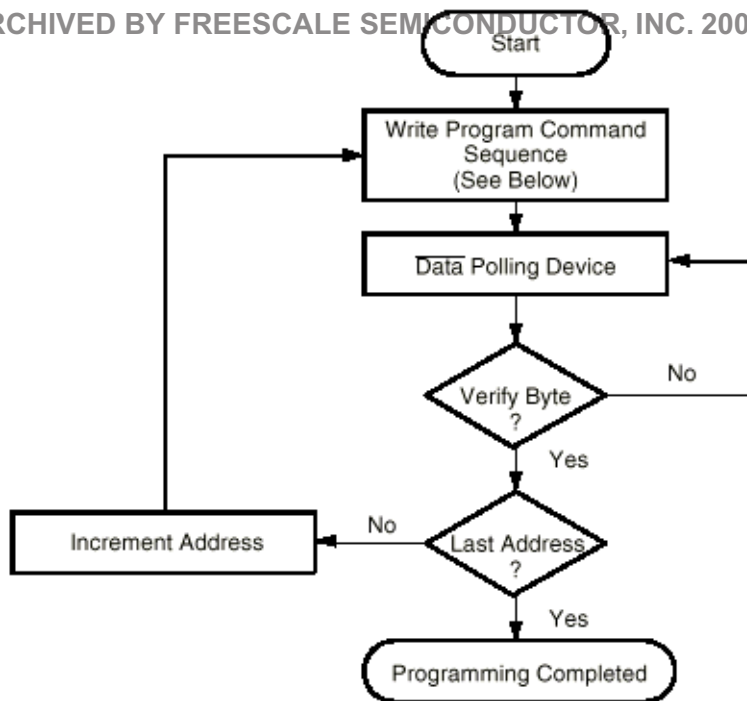 RCHIVED BY FREESCALE SEMICONDUCTOR, INC. 200
Start
Write Program Command
Sequence
(See Below)
Data Polling Device
Verify Byte
?
No
Yes
Increment Address
No
Last Address
?
Yes
Programming Completed